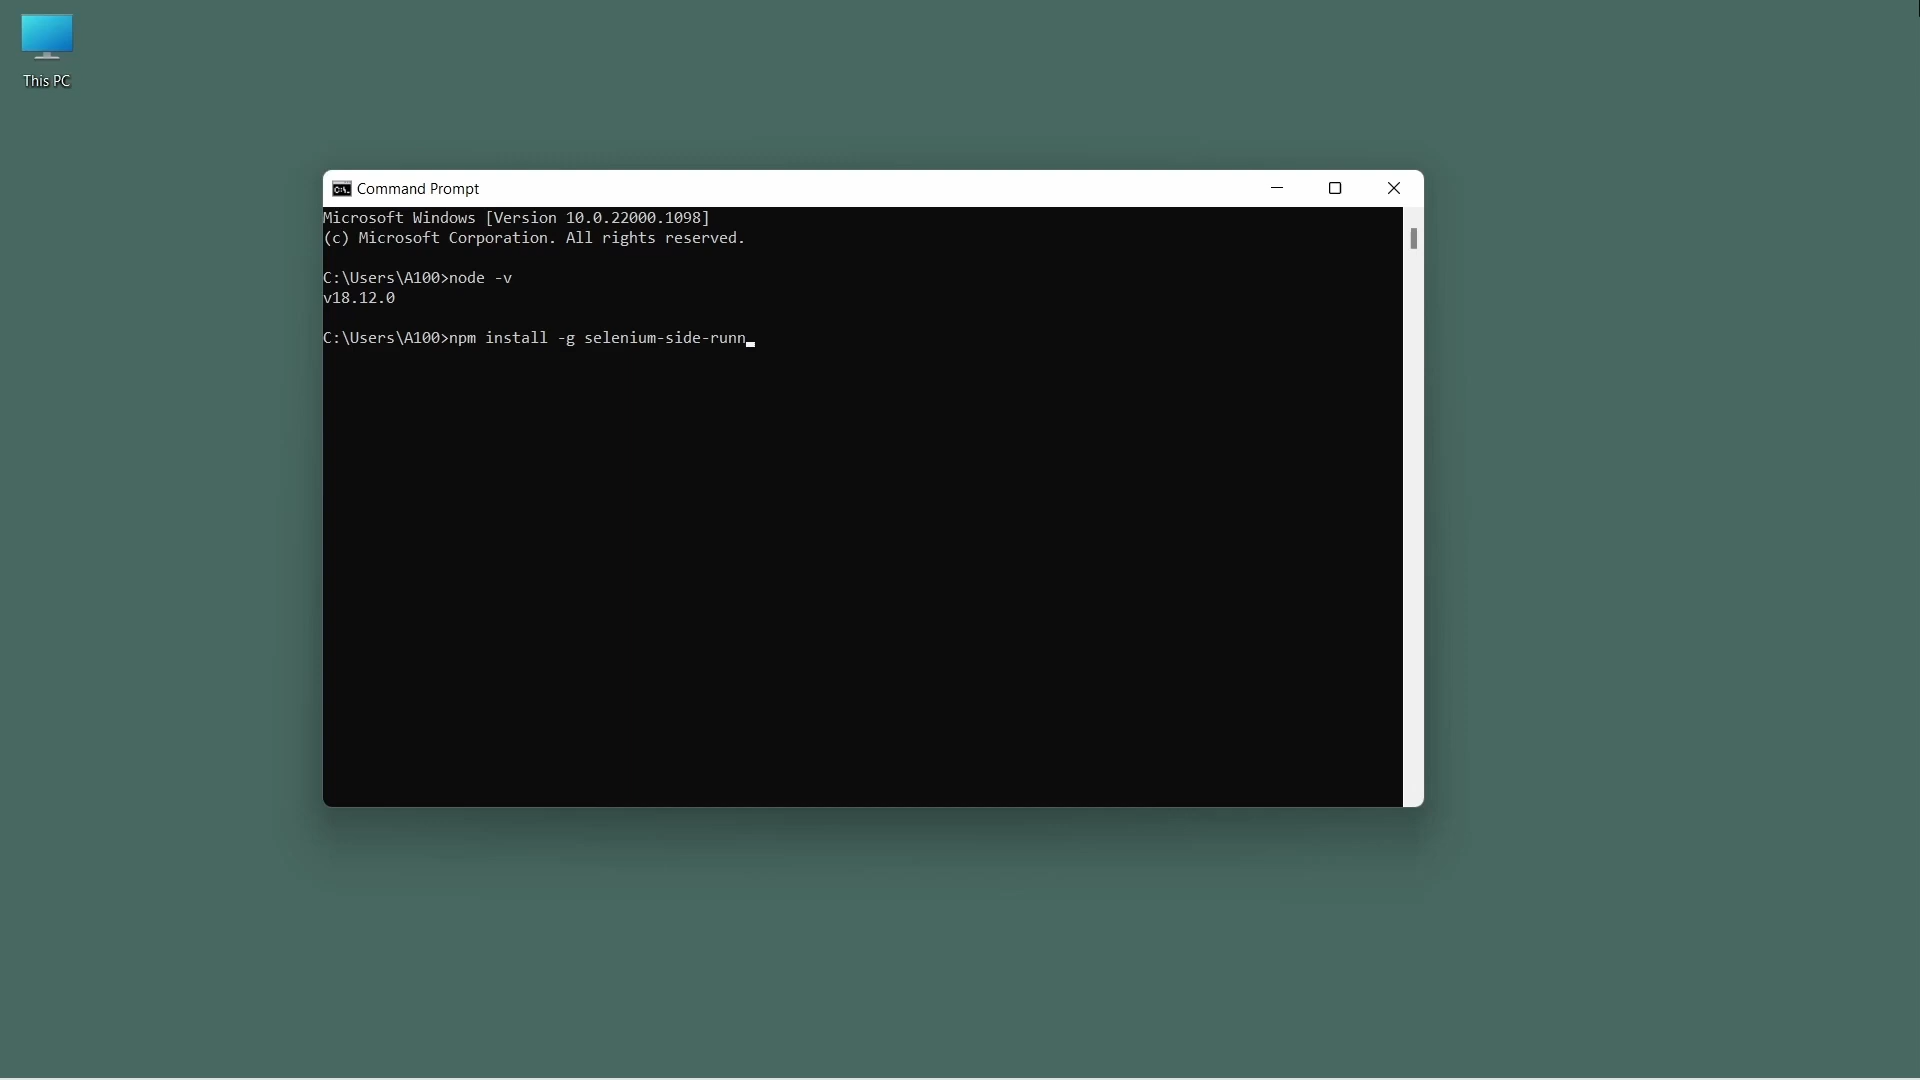 This PC
Command Prompt
Microsoft Windows [Version 10.0.22000.1098]
(c) Microsoft Corporation. All rights reserved.
C:\Users\A100>node -v
v18.12.0
C:\Users\A100>npm install -g selenium-side-runn